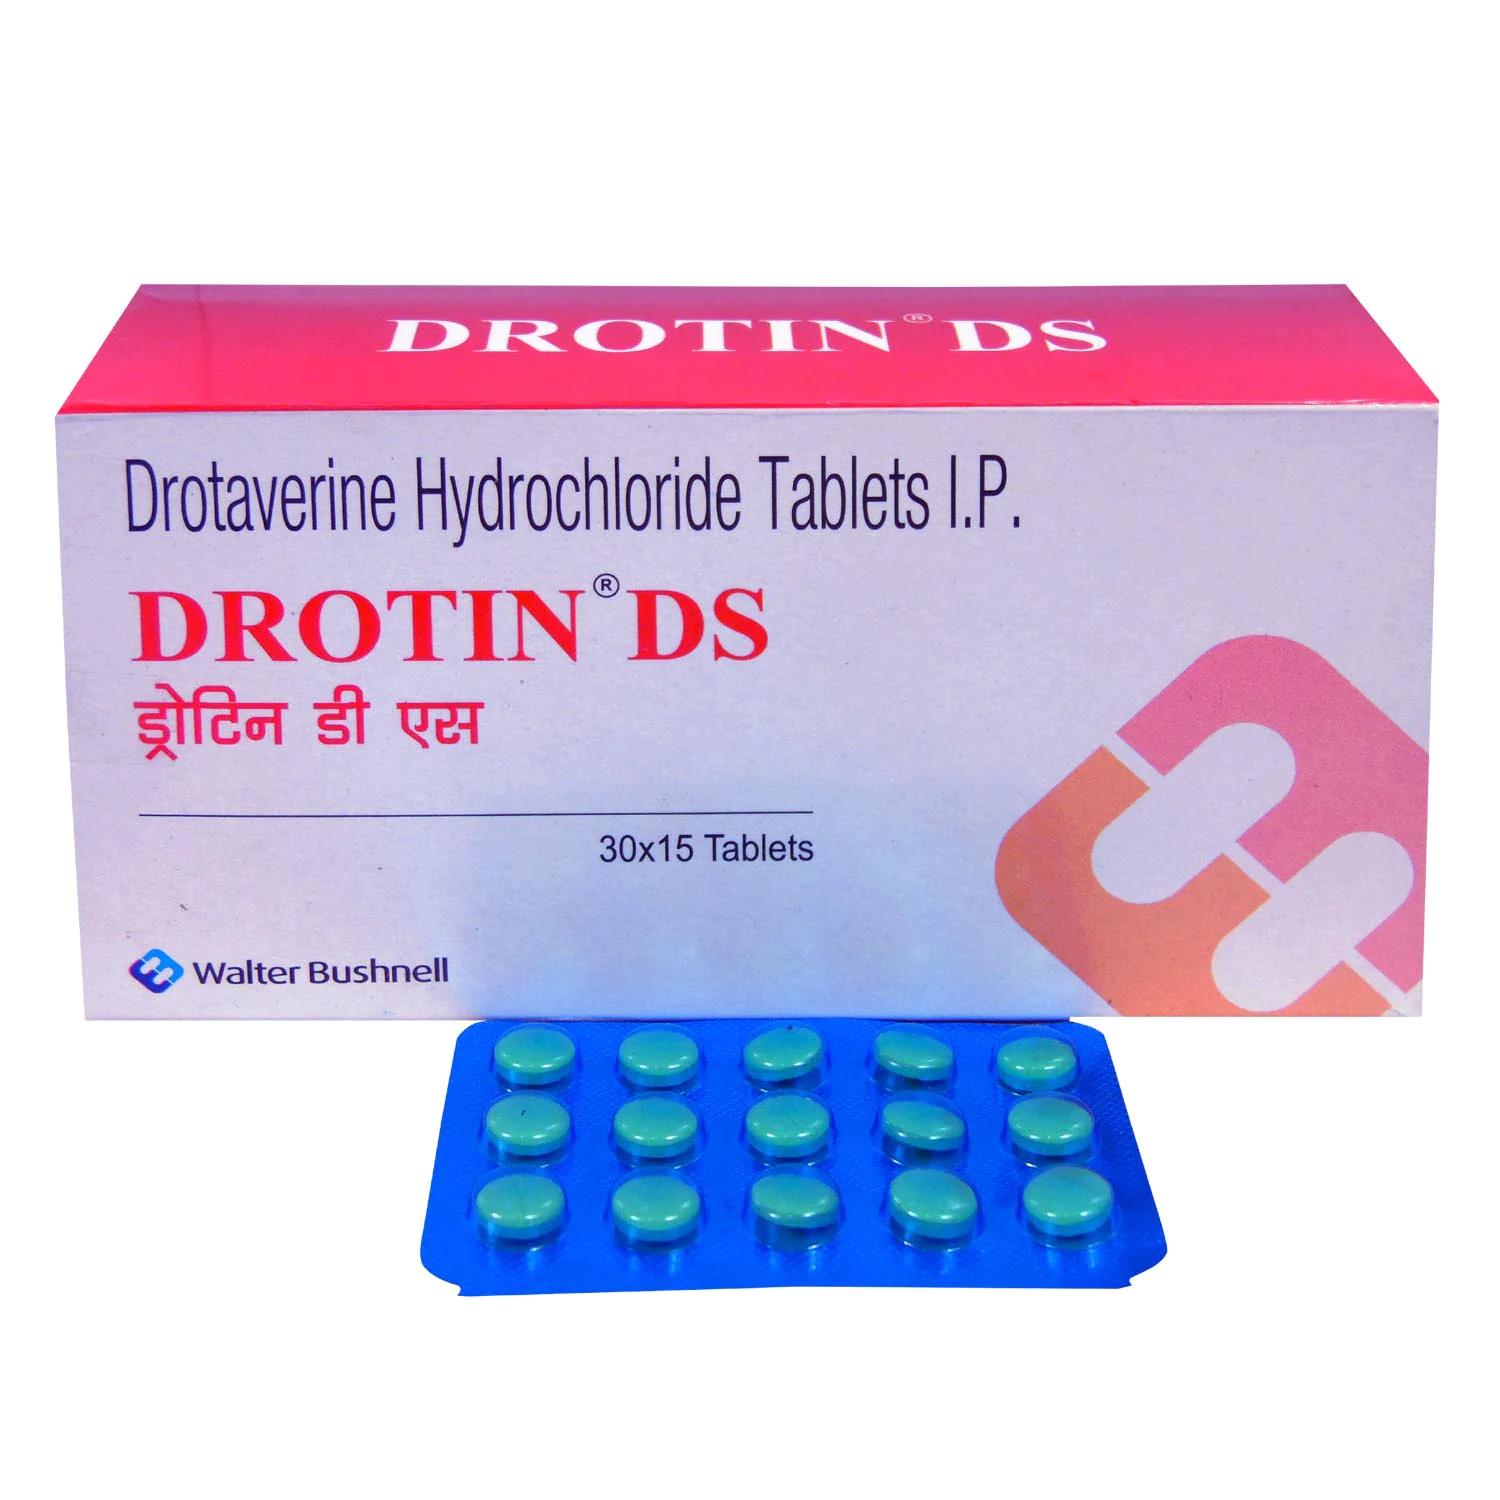 DROTIN® DS
Drotaverine Hydrochloride Tablets I.P.
DROTIN® DS
ड्रोटिन डी एस
30x15 Tablets
Walter Bushnell